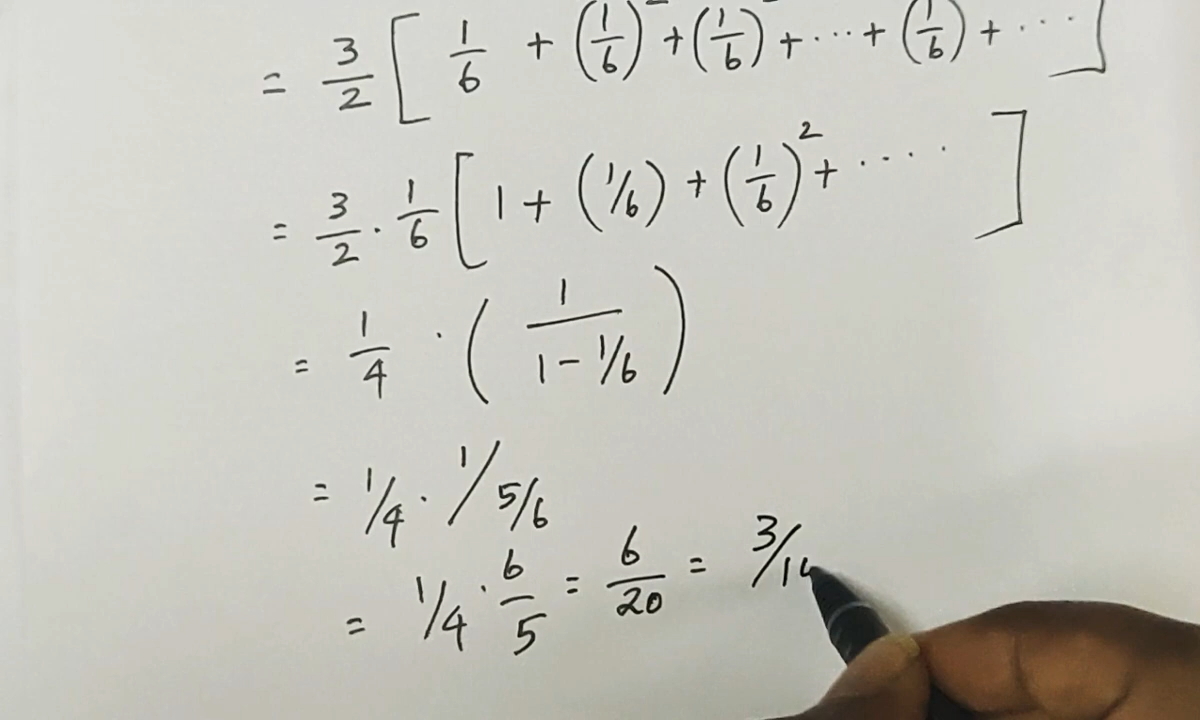 = 3/2 [ 1/6 + (1/6) + (1/6) + ... + (1/6) + ... ]
= 3/2 . 1/6 [ 1 + (1/6) + (1/6)^2 + .... ]
= 1/4 . ( 1 / 1 - 1/6 )
= 1/4 . 1/5/6
= 1/4 . 6/5 = 6/20 = 3/1